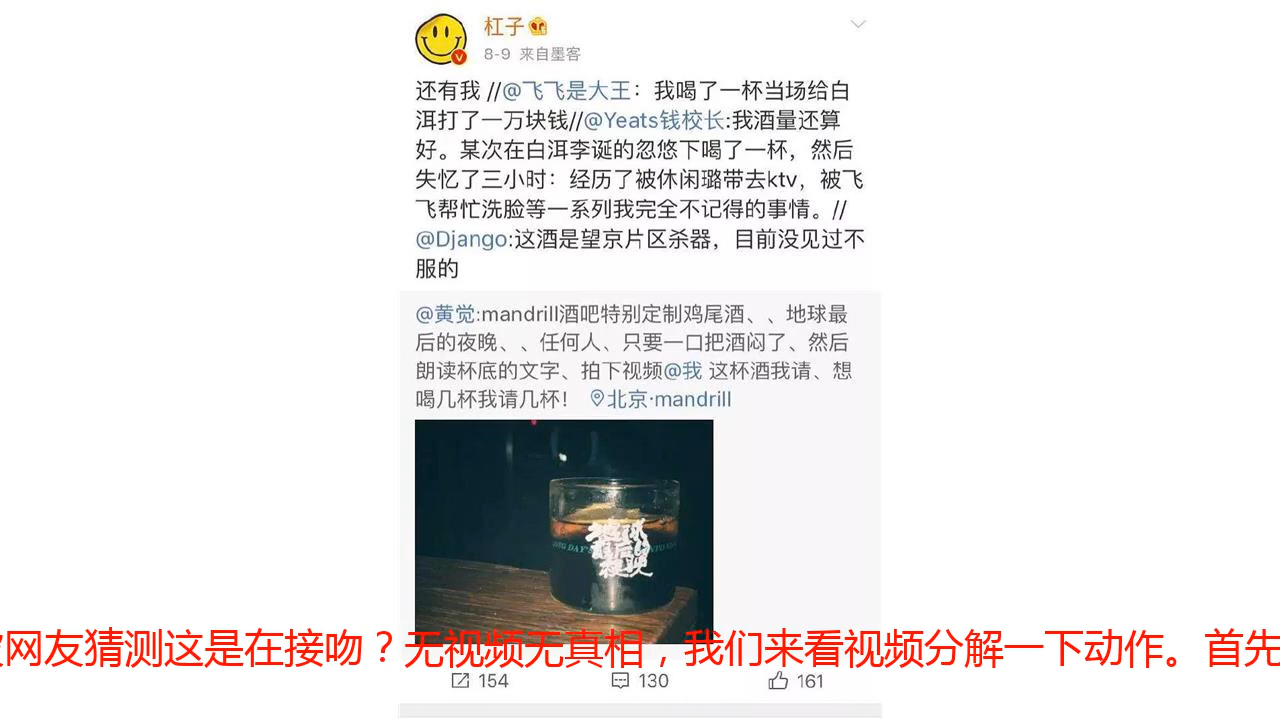 杠子
8-9 来自墨客
还有我 //@飞飞是大王：我喝了一杯当场给白
洱打了一万块钱//@Yeats钱校长:我酒量还算
好。某次在白洱李诞的忽悠下喝了一杯，然后
失忆了三小时：经历了被休闲璐带去ktv，被飞
飞帮忙洗脸等一系列我完全不记得的事情。//
@Django:这酒是望京片区杀器，目前没见过不
服的
@黄觉:mandrill酒吧特别定制鸡尾酒、、地球最
后的夜晚、、任何人、只要一口把酒闷了、然后
朗读杯底的文字、拍下视频@我 这杯酒我请、想
喝几杯我请几杯！ 北京·mandrill
地球
最后的
夜晚
网友猜测这是在接吻？无视频无真相，我们来看视频分解一下动作。首先
154 130 161